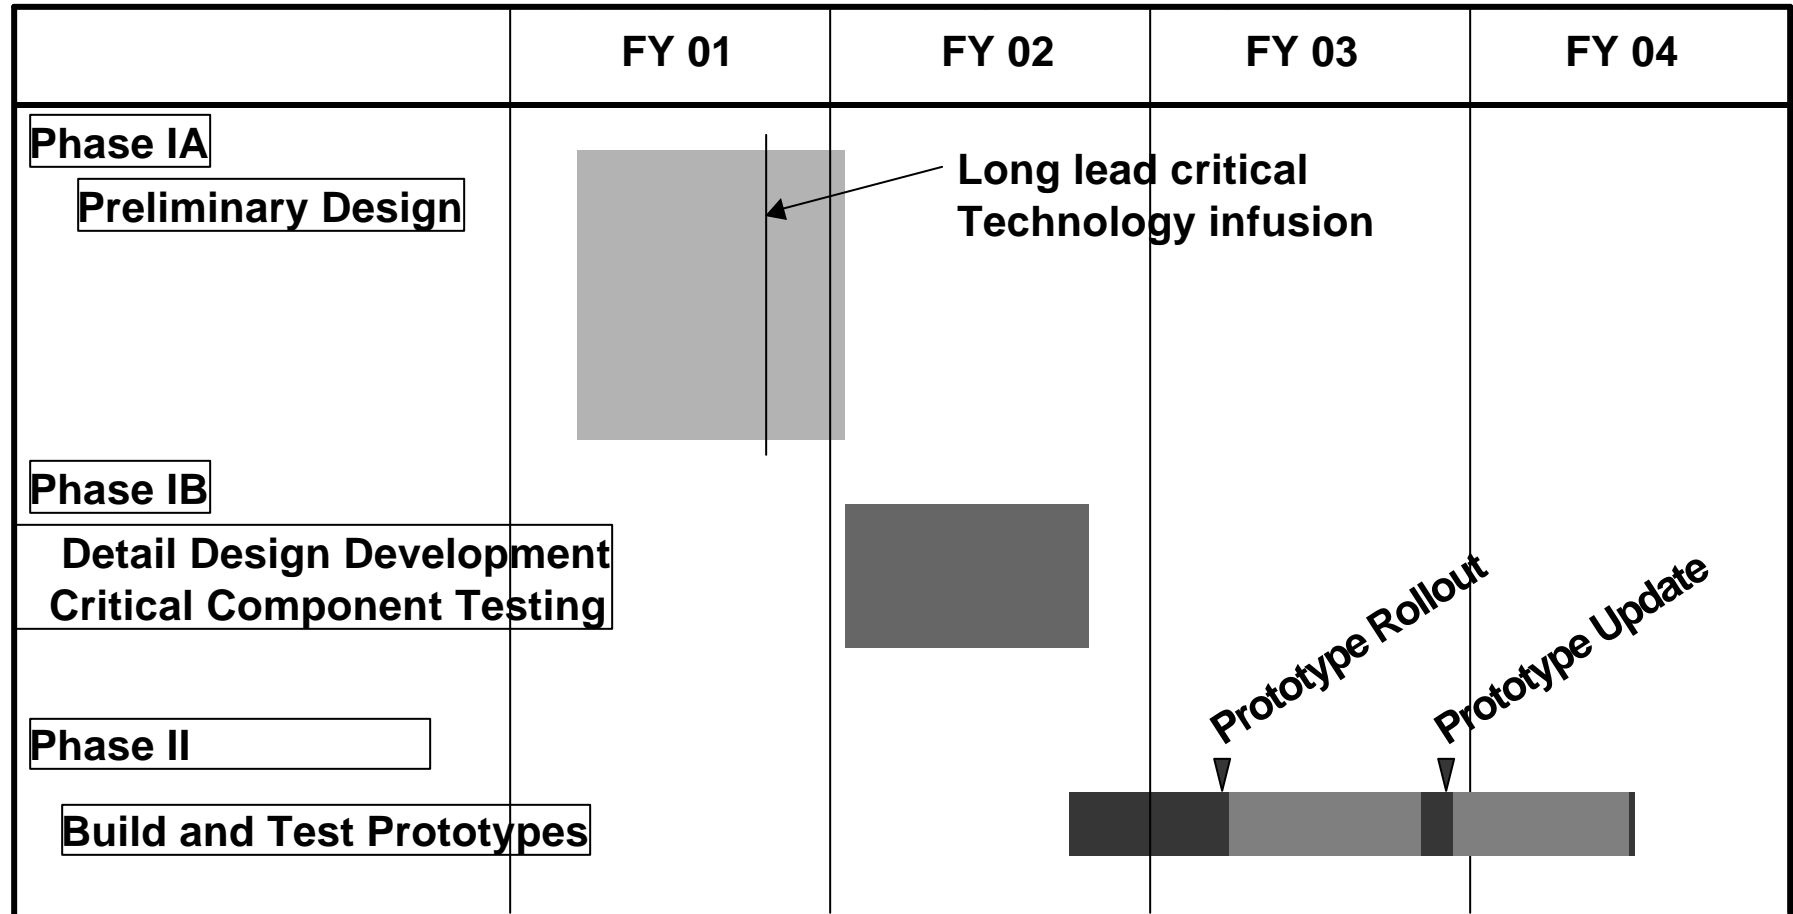 FY 01 FY 02 FY 03 FY 04
Phase IA
Preliminary Design
Long lead critical
Technology infusion
Phase IB
Detail Design Development
Critical Component Testing
Prototype Rollout
Prototype Update
Phase II
Build and Test Prototypes